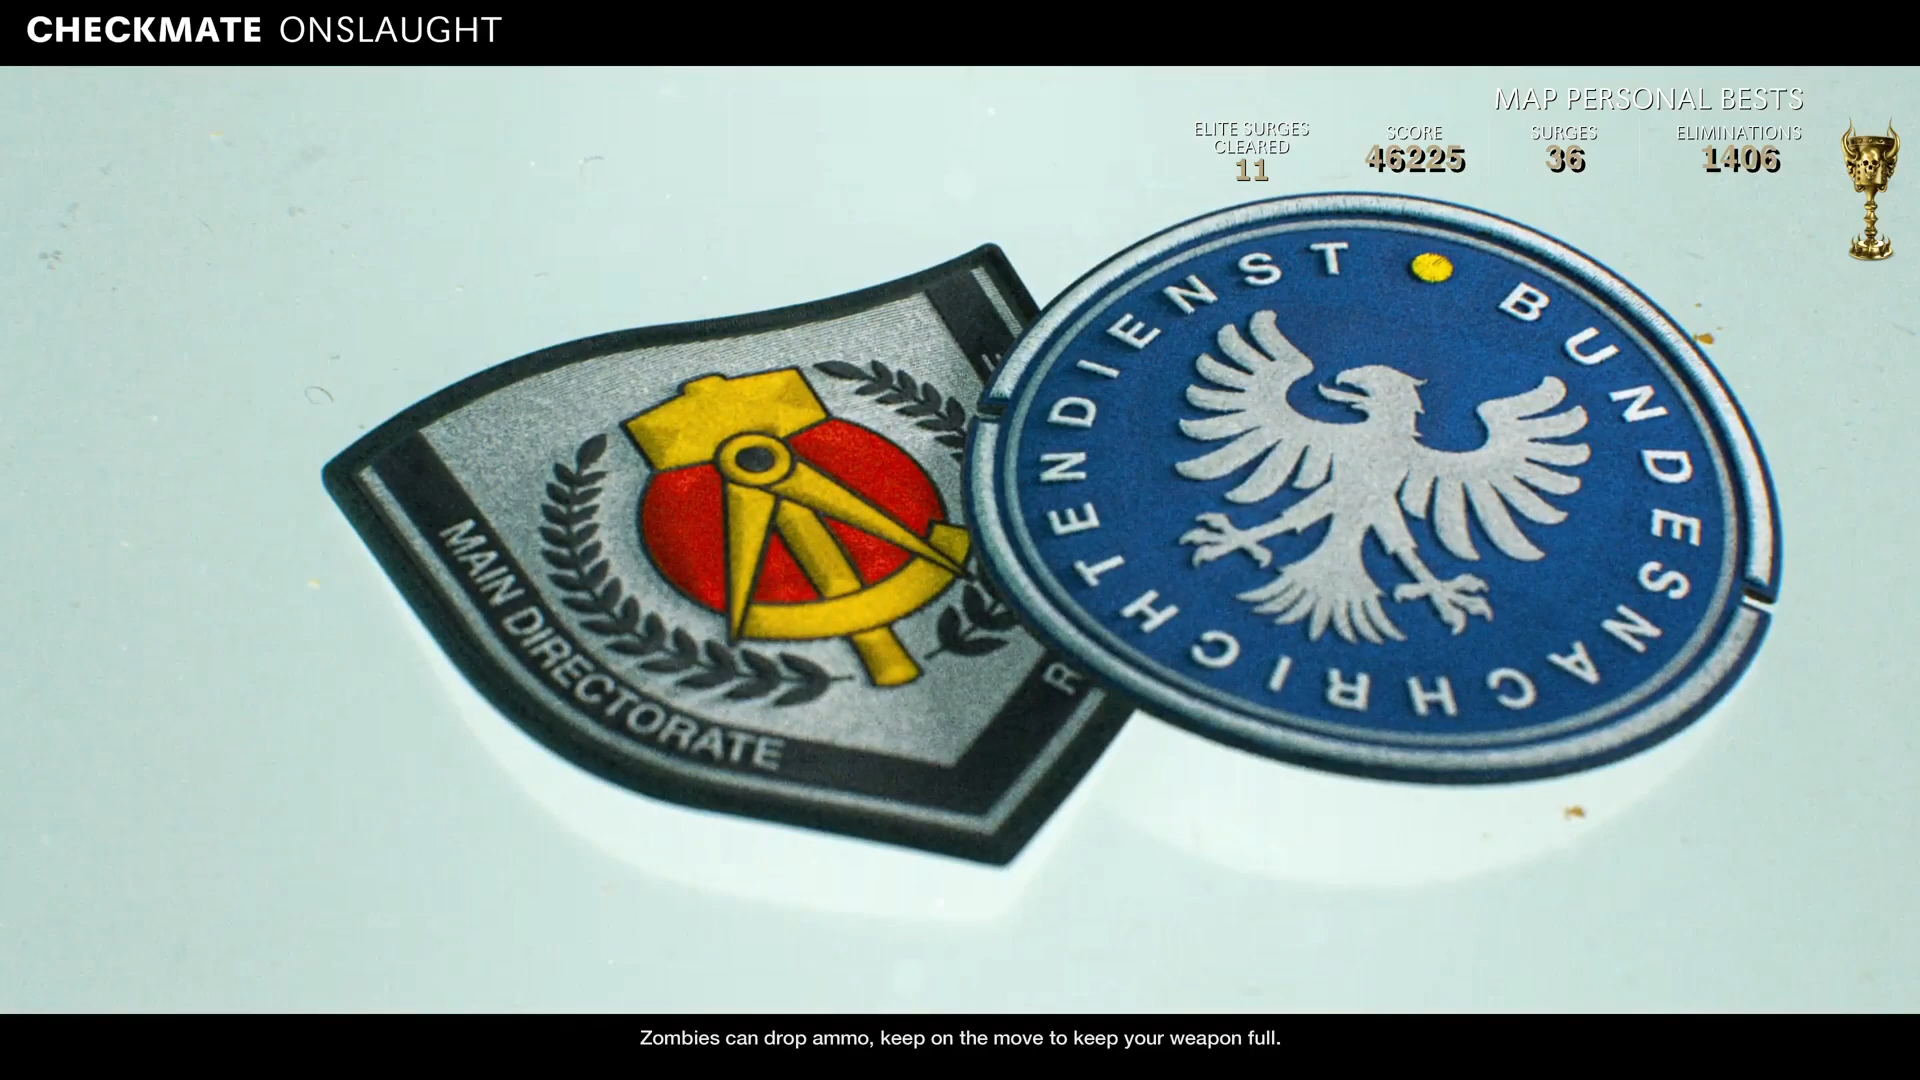 CHECKMATE ONSLAUGHT
MAP PERSONAL BESTS
ELITE SURGES
CLEARED
11
SCORE
46225
SURGES
36
ELIMINATIONS
1406
BUNDESNACHRICHTENDIENST
MAIN DIRECTORATE
R
Zombies can drop ammo, keep on the move to keep your weapon full.